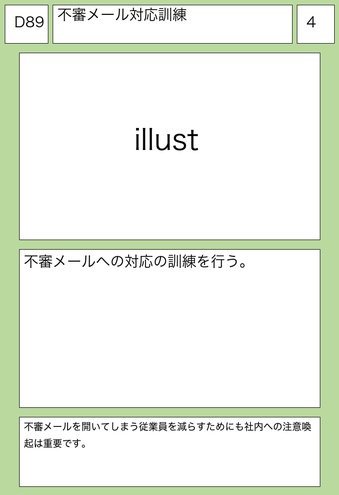 D89
不審メール対応訓練
4
illust
不審メールへの対応の訓練を行う。
不審メールを開いてしまう従業員を減らすためにも社内への注意喚
起は重要です。